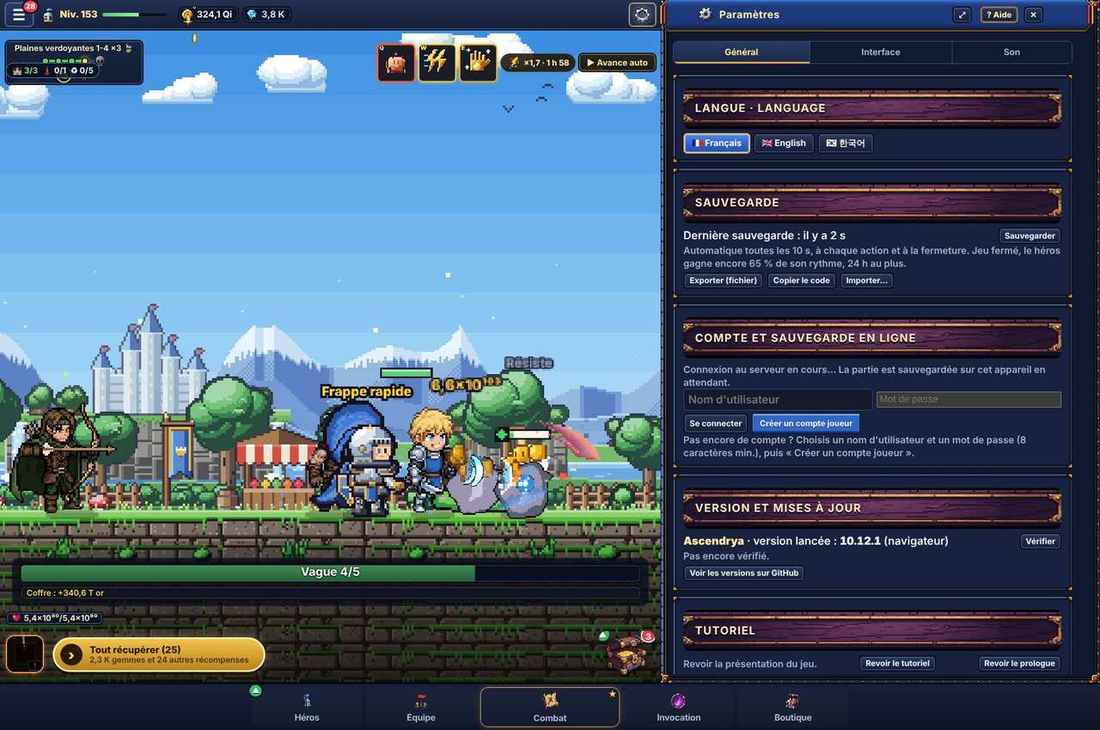 28
Niv. 153
324,1 Qi
3,8 K
Plaines verdoyantes 1-4 ×3
3/3
0/1
0/5
Q
W
×1,7 · 1 h 58
Avance auto
Résiste
Frappe rapide
6,6×10¹⁰³
Vague 4/5
Coffre : +340,6 T or
5,4×10⁸⁰/5,4×10⁸⁰
Tout récupérer (25)
2,3 K gemmes et 24 autres récompenses
3
Héros
Équipe
Combat
Invocation
Boutique
Paramètres
? Aide
×
Général
Interface
Son
LANGUE · LANGUAGE
Français
English
한국어
SAUVEGARDE
Dernière sauvegarde : il y a 2 s
Sauvegarder
Automatique toutes les 10 s, à chaque action et à la fermeture. Jeu fermé, le héros
gagne encore 65 % de son rythme, 24 h au plus.
Exporter (fichier)
Copier le code
Importer...
COMPTE ET SAUVEGARDE EN LIGNE
Connexion au serveur en cours... La partie est sauvegardée sur cet appareil en
attendant.
Nom d'utilisateur
Mot de passe
Se connecter
Créer un compte joueur
Pas encore de compte ? Choisis un nom d'utilisateur et un mot de passe (8
caractères min.), puis « Créer un compte joueur ».
VERSION ET MISES À JOUR
Ascendrya · version lancée : 10.12.1 (navigateur)
Vérifier
Pas encore vérifié.
Voir les versions sur GitHub
TUTORIEL
Revoir la présentation du jeu.
Revoir le tutoriel
Revoir le prologue